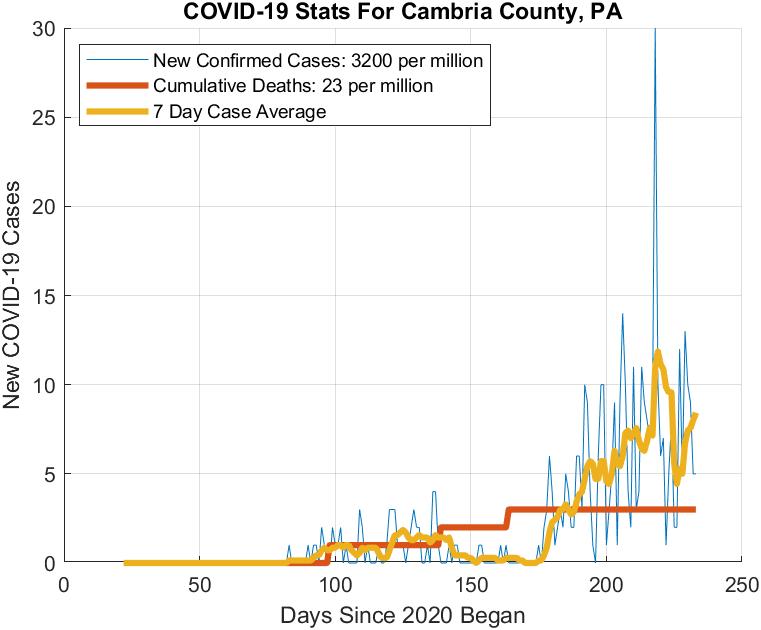 COVID-19 Stats For Cambria County, PA
30
25
20
15
10
5
0
New COVID-19 Cases
New Confirmed Cases: 3200 per million
Cumulative Deaths: 23 per million
7 Day Case Average
0 50 100 150 200 250
Days Since 2020 Began